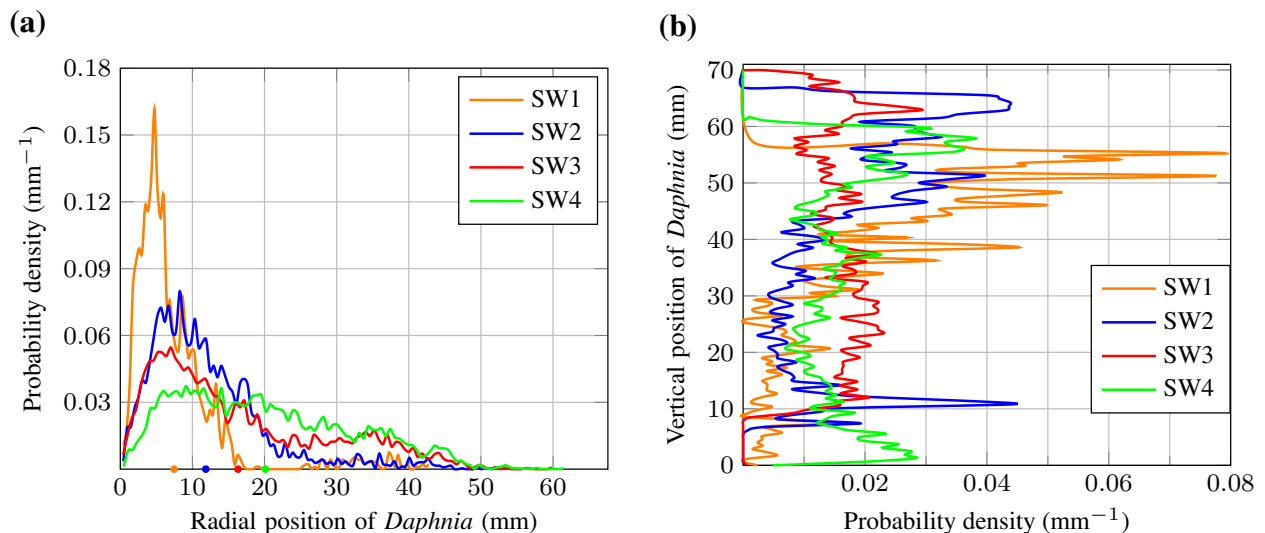 (a)
Probability density (mm⁻¹)
0.18
0.15
0.12
0.09
0.06
0.03
0 10 20 30 40 50 60
Radial position of Daphnia (mm)
SW1
SW2
SW3
SW4
(b)
Vertical position of Daphnia (mm)
70
60
50
40
30
20
10
0
0.02 0.04 0.06 0.08
Probability density (mm⁻¹)
SW1
SW2
SW3
SW4